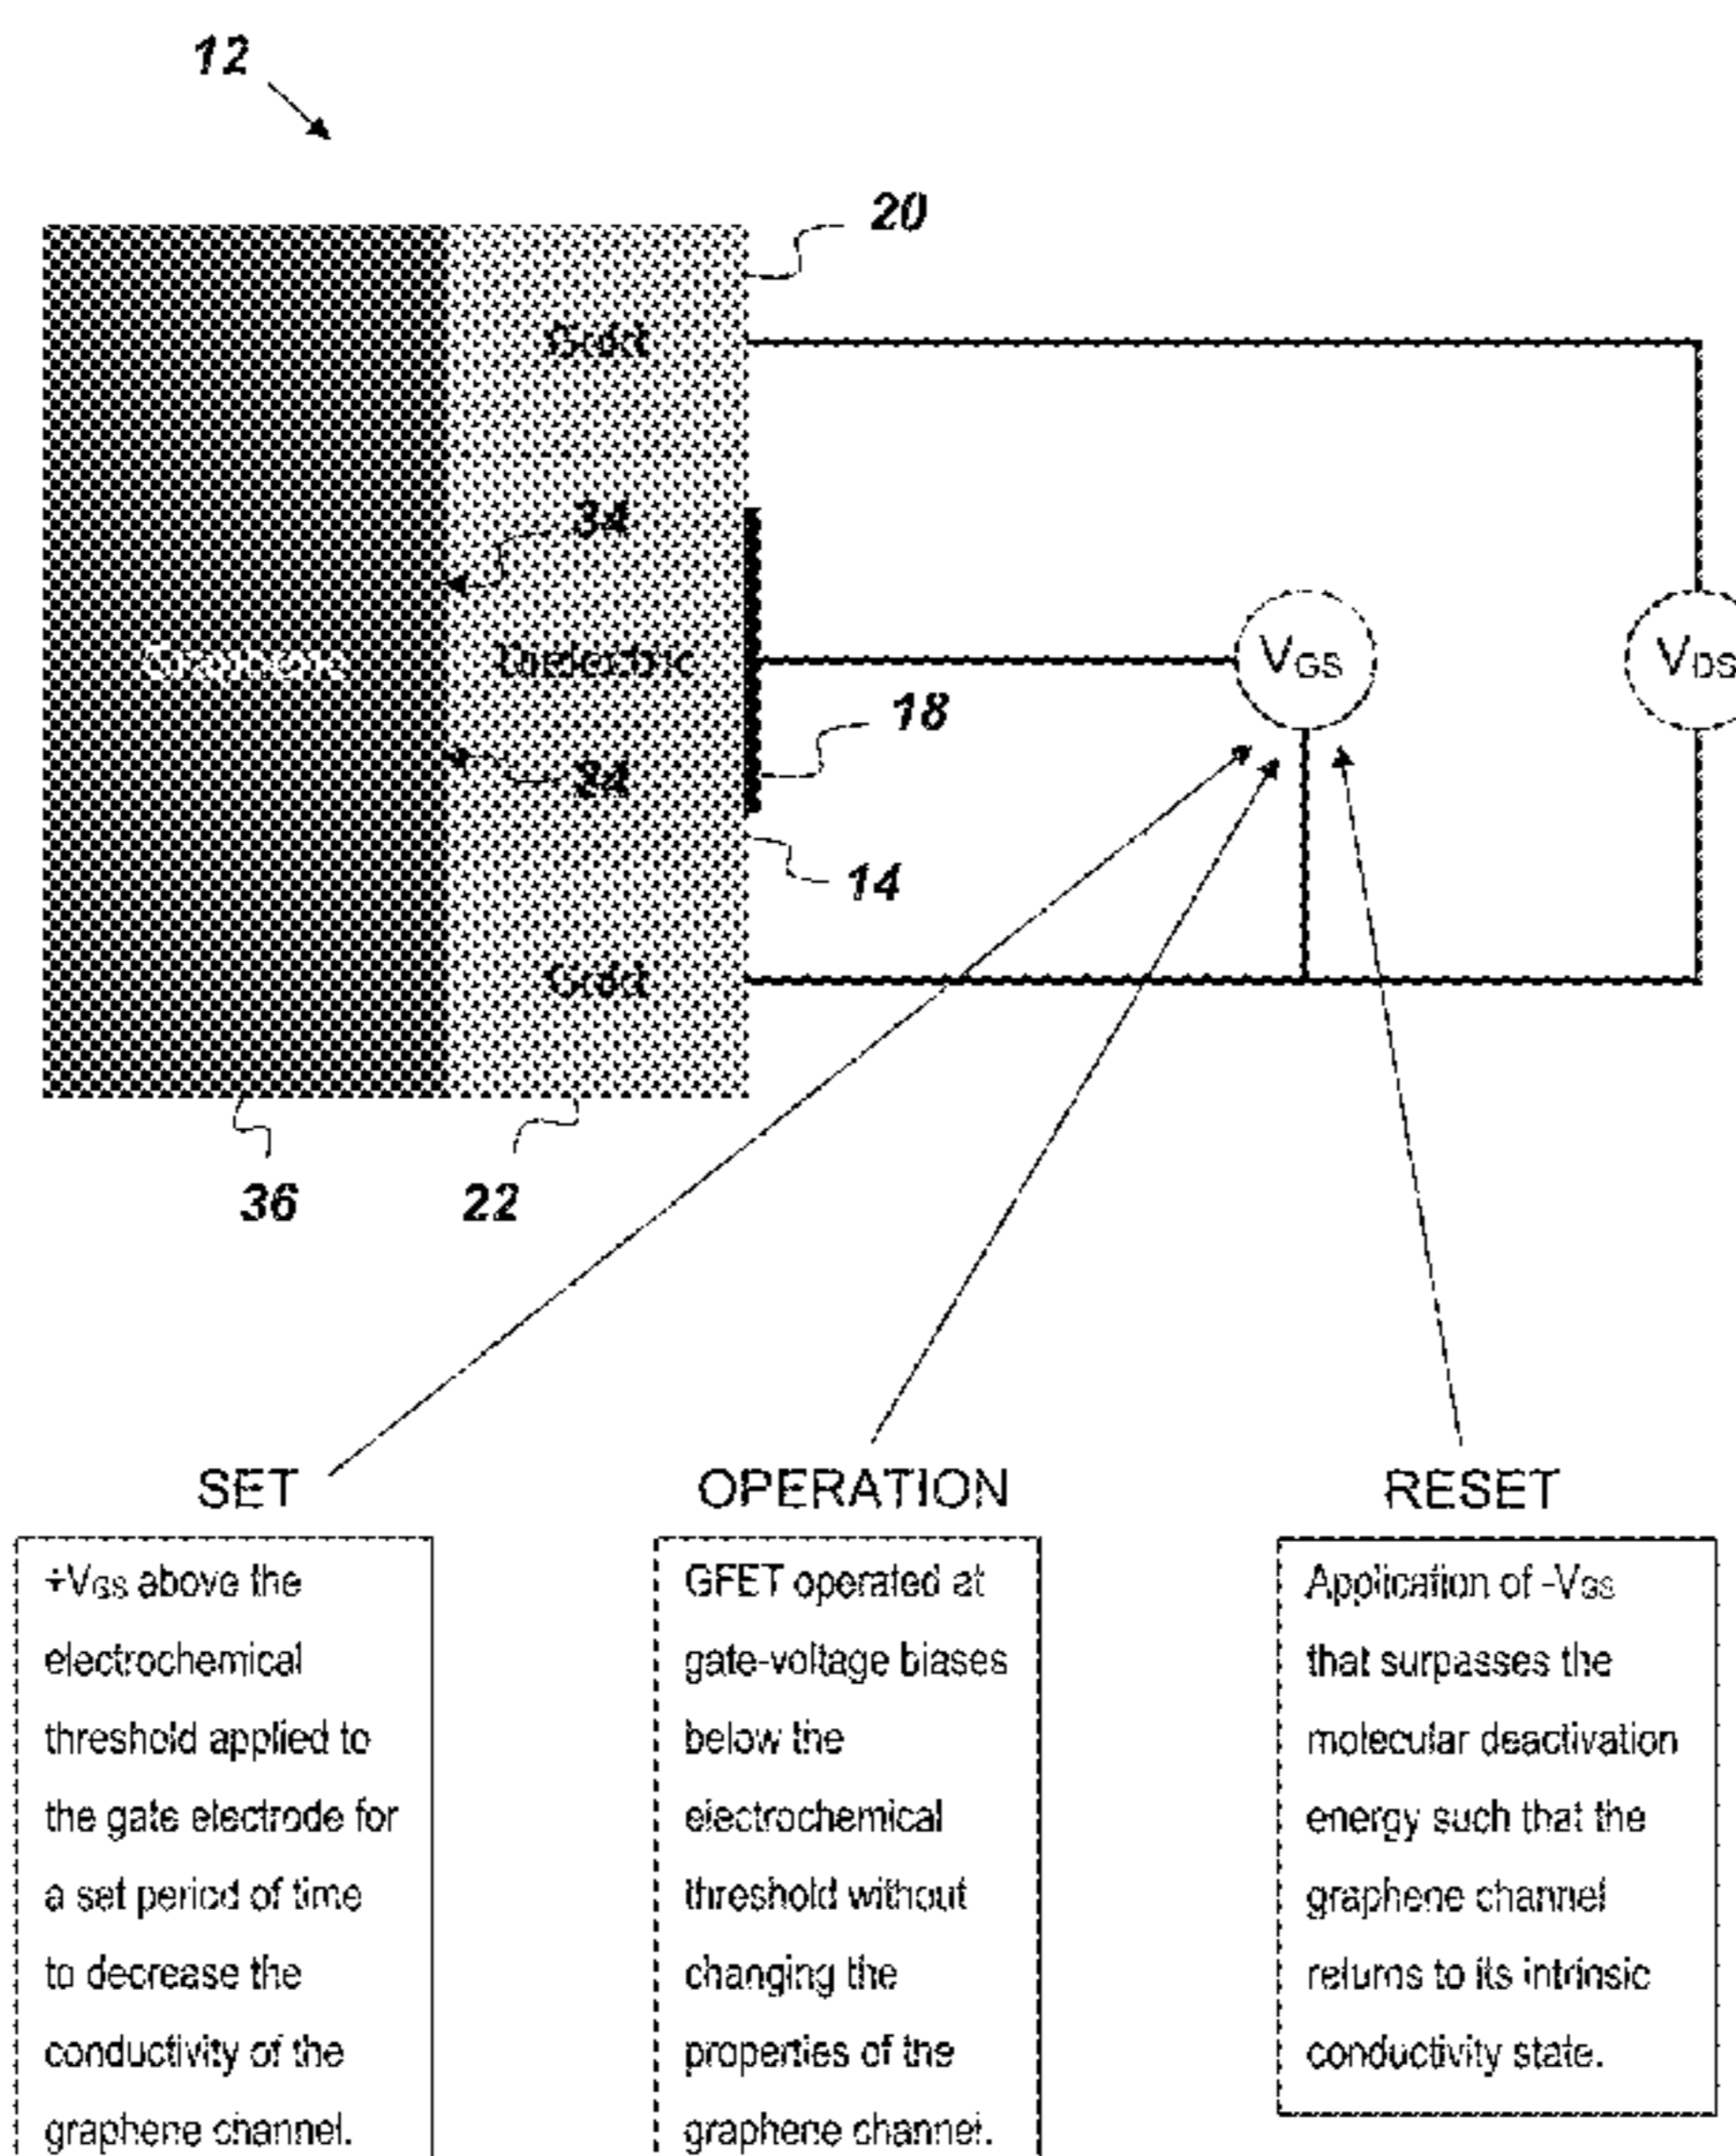 12
20
Gold
34
VGS
VDS
18
34
14
Gold
36
22
SET
OPERATION
RESET
+VGS above the
electrochemical
threshold applied to
the gate electrode for
a set period of time
to decrease the
conductivity of the
graphene channel.
GFET operated at
gate-voltage biases
below the
electrochemical
threshold without
changing the
properties of the
graphene channel.
Application of -VGS
that surpasses the
molecular deactivation
energy such that the
graphene channel
returns to its intrinsic
conductivity state.